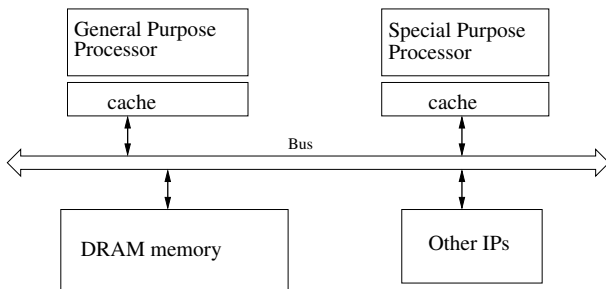 General Purpose
Processor
Special Purpose
Processor
cache
cache
Bus
DRAM memory
Other IPs